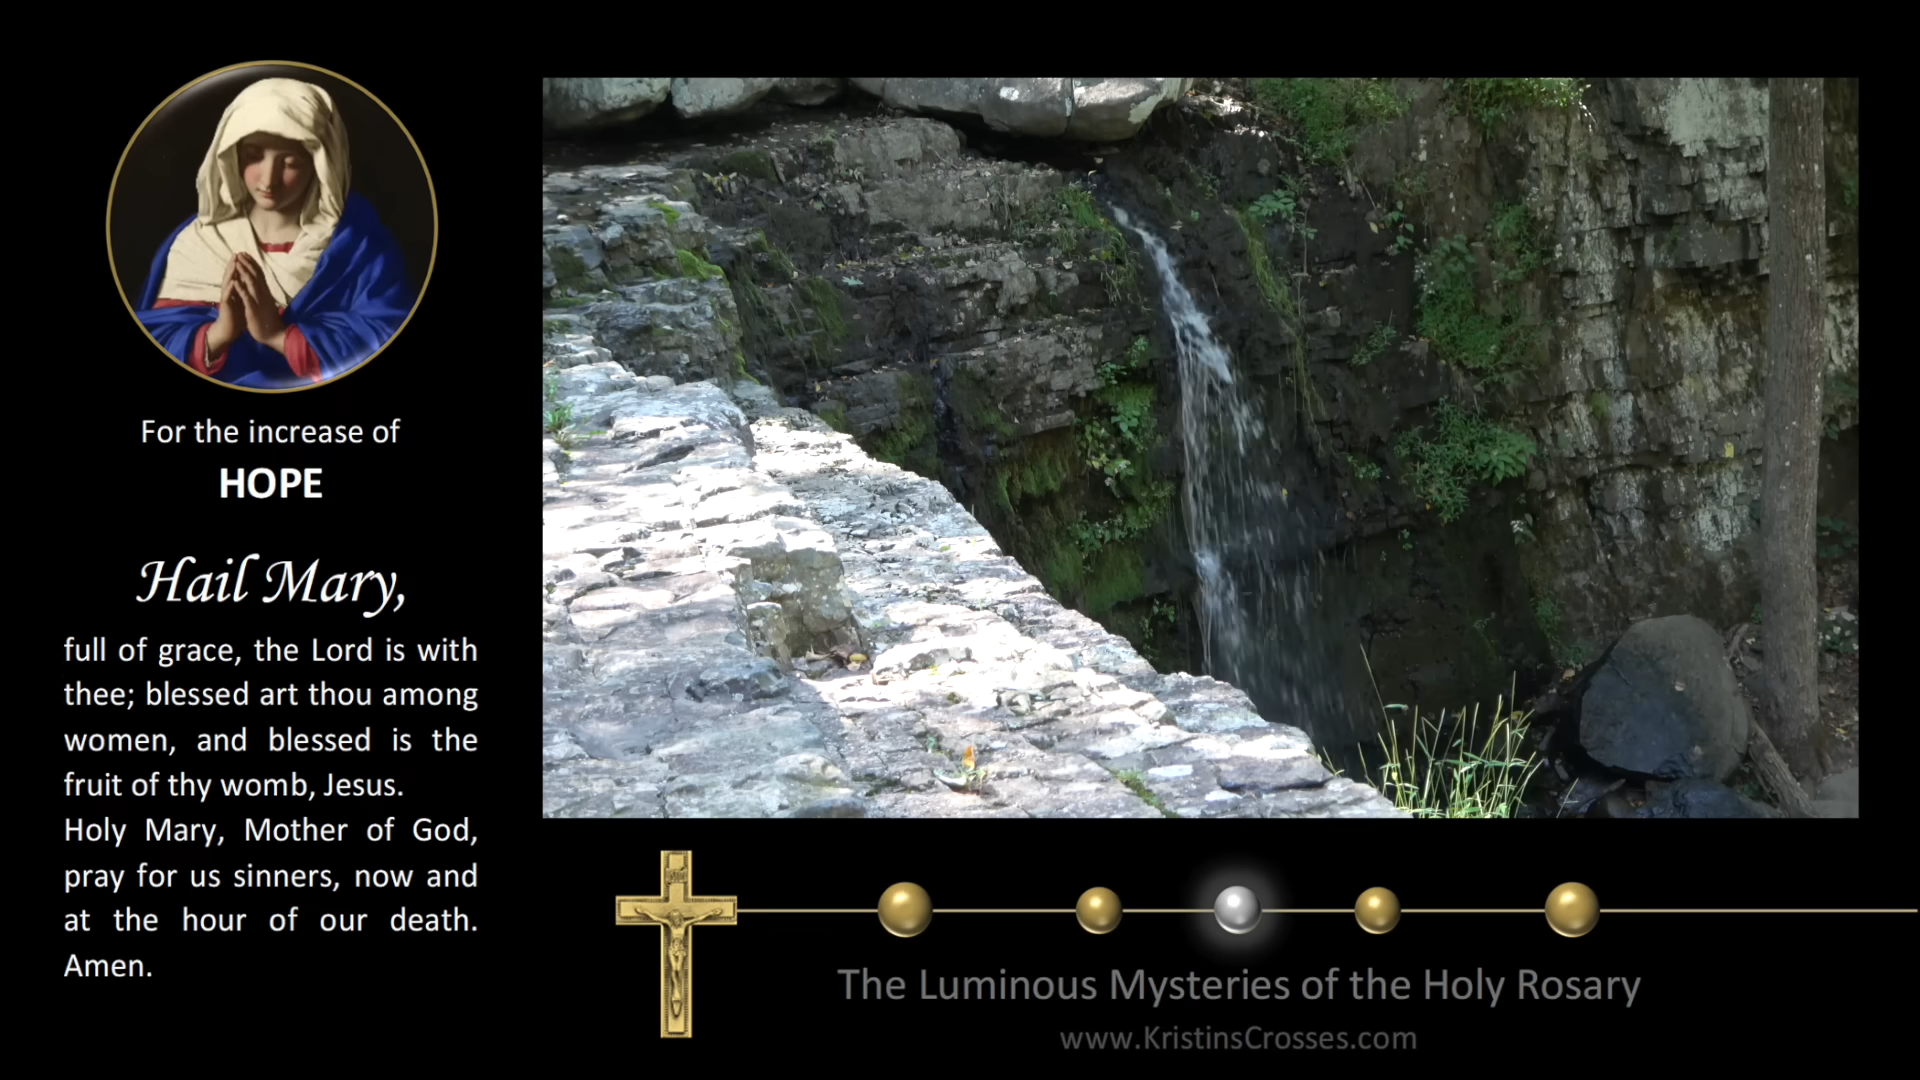 For the increase of
HOPE
Hail Mary,
full of grace, the Lord is with
thee; blessed art thou among
women, and blessed is the
fruit of thy womb, Jesus.
Holy Mary, Mother of God,
pray for us sinners, now and
at the hour of our death.
Amen.
The Luminous Mysteries of the Holy Rosary
www.KristinsCrosses.com